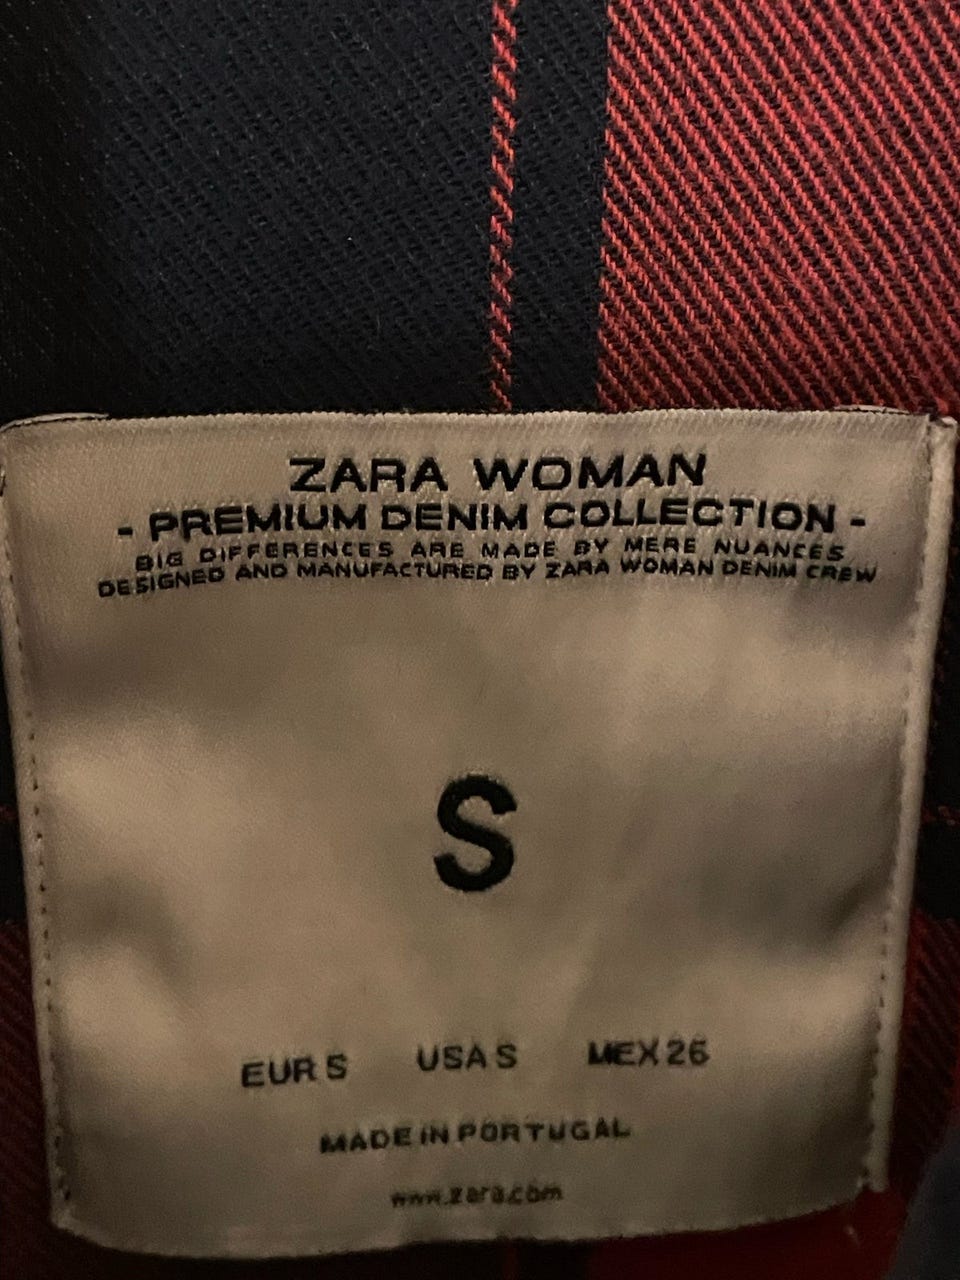 ZARA WOMAN
- PREMIUM DENIM COLLECTION -
BIG DIFFERENCES ARE MADE BY MERE NUANCES
DESIGNED AND MANUFACTURED BY ZARA WOMAN DENIM CREW
S
EUR S USA S MEX 26
MADE IN PORTUGAL
www.zara.com